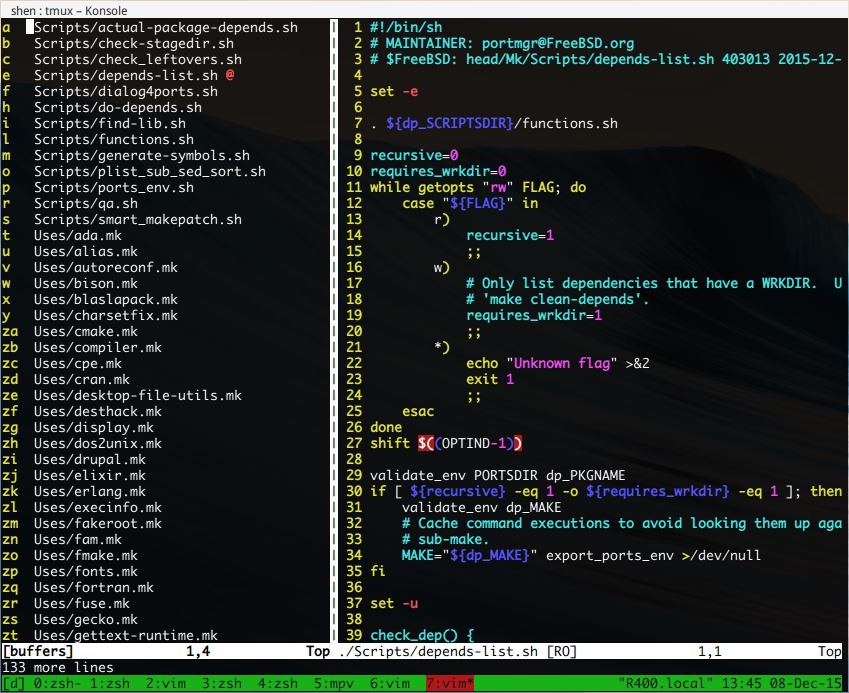 shen : tmux – Konsole
a Scripts/actual-package-depends.sh
b Scripts/check-stagedir.sh
c Scripts/check_leftovers.sh
e Scripts/depends-list.sh @
f Scripts/dialog4ports.sh
h Scripts/do-depends.sh
i Scripts/find-lib.sh
l Scripts/functions.sh
m Scripts/generate-symbols.sh
o Scripts/plist_sub_sed_sort.sh
p Scripts/ports_env.sh
r Scripts/qa.sh
s Scripts/smart_makepatch.sh
t Uses/ada.mk
u Uses/alias.mk
v Uses/autoreconf.mk
w Uses/bison.mk
x Uses/blaslapack.mk
y Uses/charsetfix.mk
za Uses/cmake.mk
zb Uses/compiler.mk
zc Uses/cpe.mk
zd Uses/cran.mk
ze Uses/desktop-file-utils.mk
zf Uses/desthack.mk
zg Uses/display.mk
zh Uses/dos2unix.mk
zi Uses/drupal.mk
zj Uses/elixir.mk
zk Uses/erlang.mk
zl Uses/execinfo.mk
zm Uses/fakeroot.mk
zn Uses/fam.mk
zo Uses/fmake.mk
zp Uses/fonts.mk
zq Uses/fortran.mk
zr Uses/fuse.mk
zs Uses/gecko.mk
zt Uses/gettext-runtime.mk
[buffers] 1,4 Top
1 #!/bin/sh
2 # MAINTAINER: portmgr@FreeBSD.org
3 # $FreeBSD: head/Mk/Scripts/depends-list.sh 403013 2015-12-
4
5 set -e
6
7 . ${dp_SCRIPTSDIR}/functions.sh
8
9 recursive=0
10 requires_wrkdir=0
11 while getopts "rw" FLAG; do
12 case "${FLAG}" in
13 r)
14 recursive=1
15 ;;
16 w)
17 # Only list dependencies that have a WRKDIR. U
18 # 'make clean-depends'.
19 requires_wrkdir=1
20 ;;
21 *)
22 echo "Unknown flag" >&2
23 exit 1
24 ;;
25 esac
26 done
27 shift $((OPTIND-1))
28
29 validate_env PORTSDIR dp_PKGNAME
30 if [ ${recursive} -eq 1 -o ${requires_wrkdir} -eq 1 ]; then
31 validate_env dp_MAKE
32 # Cache command executions to avoid looking them up aga
33 # sub-make.
34 MAKE="${dp_MAKE}" export_ports_env >/dev/null
35 fi
36
37 set -u
38
39 check_dep() {
./Scripts/depends-list.sh [RO] 1,1 Top
133 more lines
[d] 0:zsh- 1:zsh 2:vim 3:zsh 4:zsh 5:mpv 6:vim 7:vim* "R400.local" 13:45 08-Dec-15